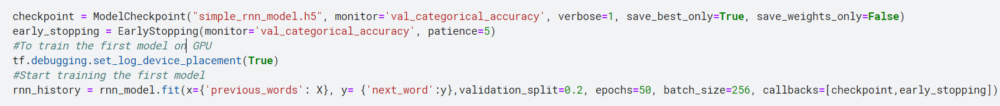 checkpoint = ModelCheckpoint("simple_rnn_model.h5", monitor='val_categorical_accuracy', verbose=1, save_best_only=True, save_weights_only=False)
early_stopping = EarlyStopping(monitor='val_categorical_accuracy', patience=5)
#To train the first model on GPU
tf.debugging.set_log_device_placement(True)
#Start training the first model
rnn_history = rnn_model.fit(x={'previous_words': X}, y= {'next_word':y},validation_split=0.2, epochs=50, batch_size=256, callbacks=[checkpoint,early_stopping])